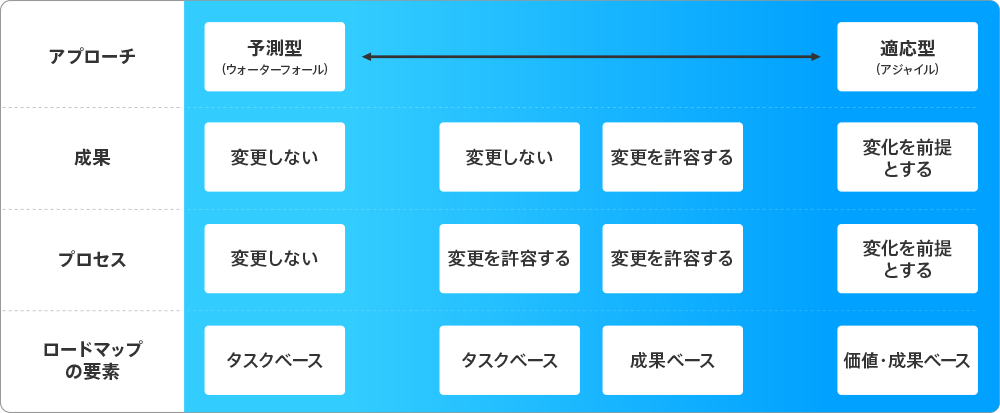 アプローチ
予測型
（ウォーターフォール）
適応型
（アジャイル）
成果
変更しない
変更しない
変更を許容する
変化を前提
とする
プロセス
変更しない
変更を許容する
変更を許容する
変化を前提
とする
ロードマップ
の要素
タスクベース
タスクベース
成果ベース
価値・成果ベース